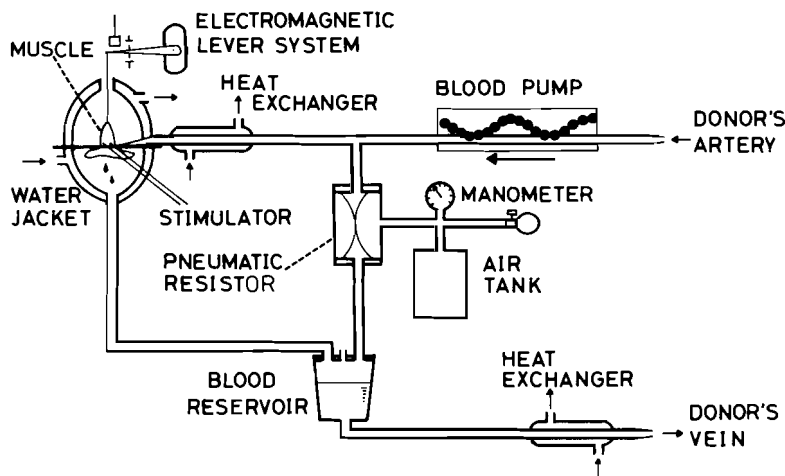 ELECTROMAGNETIC
LEVER SYSTEM
MUSCLE
HEAT
EXCHANGER
BLOOD PUMP
DONOR'S
ARTERY
WATER
JACKET
STIMULATOR
MANOMETER
PNEUMATIC
RESISTOR
AIR
TANK
BLOOD
RESERVOIR
HEAT
EXCHANGER
DONOR'S
VEIN